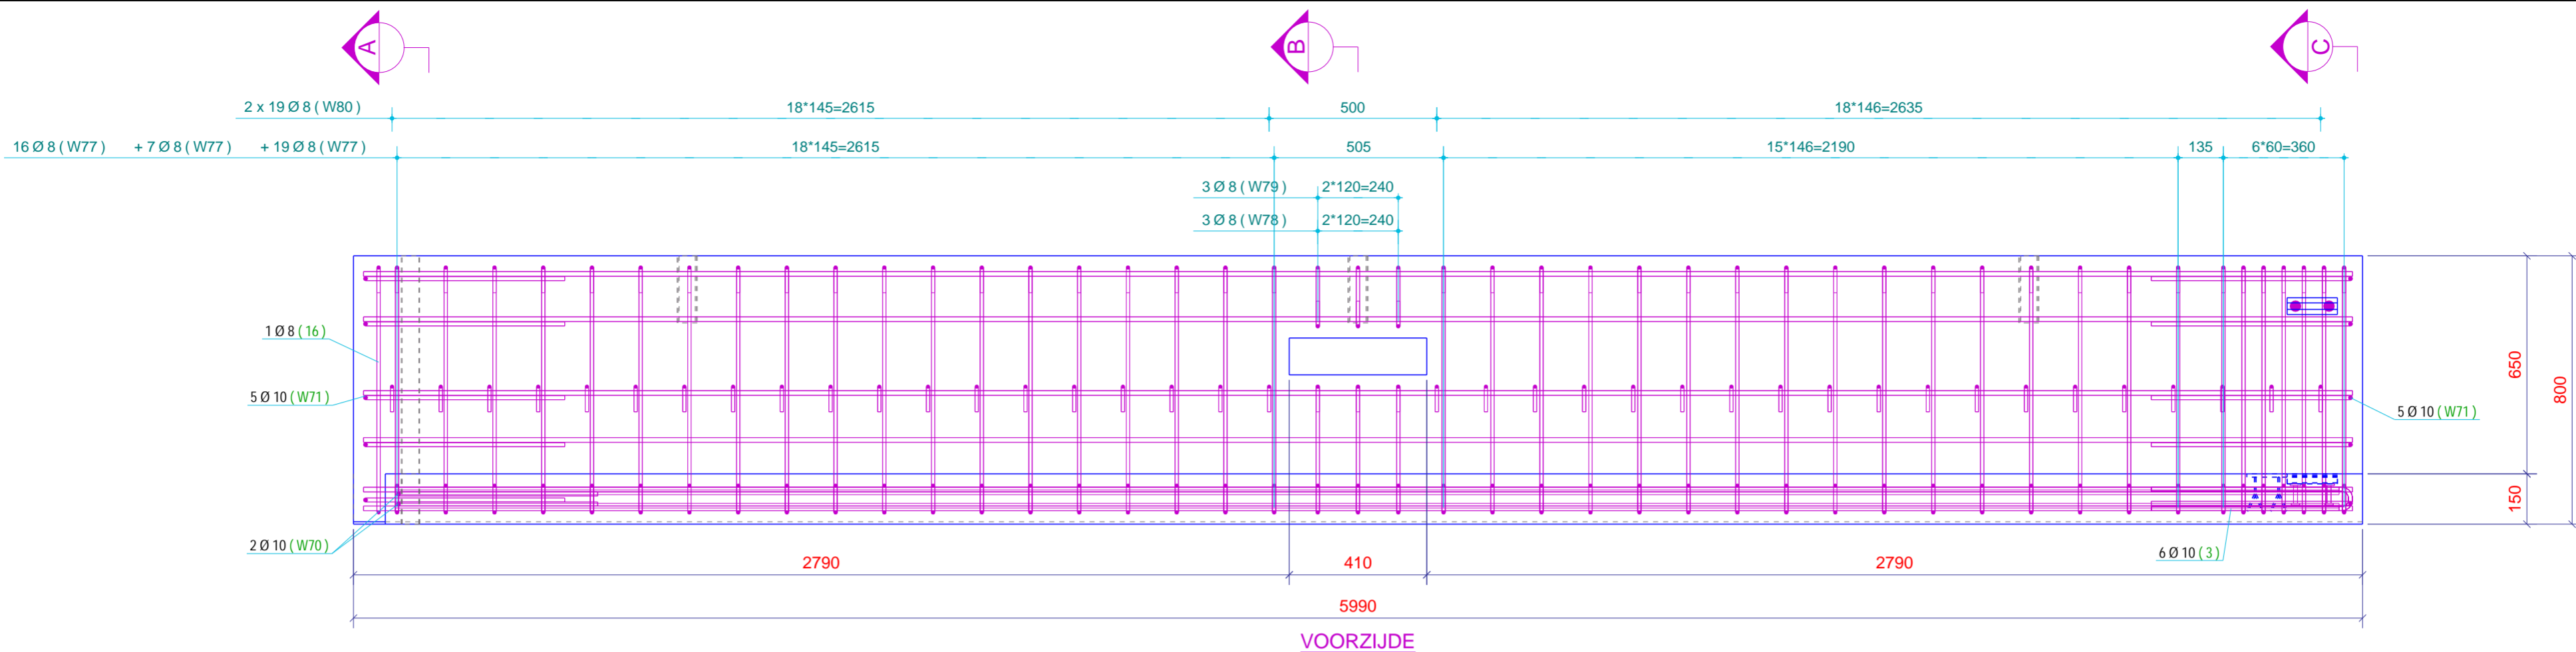 A
B
C
2 x 19 Ø 8 ( W80 )
18*145=2615
500
18*146=2635
16 Ø 8 ( W77 ) + 7 Ø 8 ( W77 ) + 19 Ø 8 ( W77 )
18*145=2615
505
15*146=2190
135
6*60=360
3 Ø 8 ( W79 )
2*120=240
3 Ø 8 ( W78 )
2*120=240
1 Ø 8 ( 16 )
650
800
5 Ø 10 ( W71 )
5 Ø 10 ( W71 )
150
2 Ø 10 ( W70 )
6 Ø 10 ( 3 )
2790
410
2790
5990
VOORZIJDE